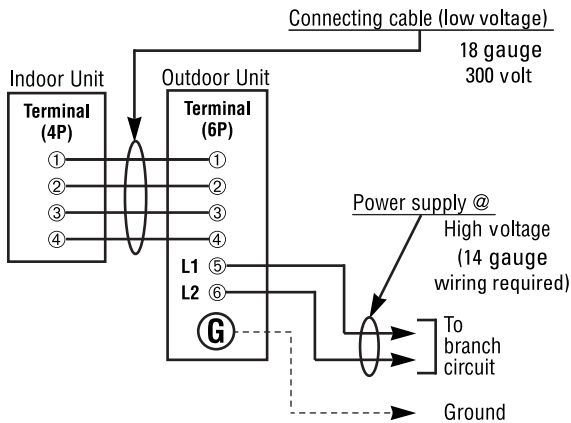 Connecting cable (low voltage)
18 gauge
300 volt
Indoor Unit
Outdoor Unit
Terminal
(4P)
Terminal
(6P)
① ①
② ②
③ ③
④ ④
L1 ⑤
L2 ⑥
G
Power supply @
High voltage
(14 gauge
wiring required)
To
branch
circuit
Ground